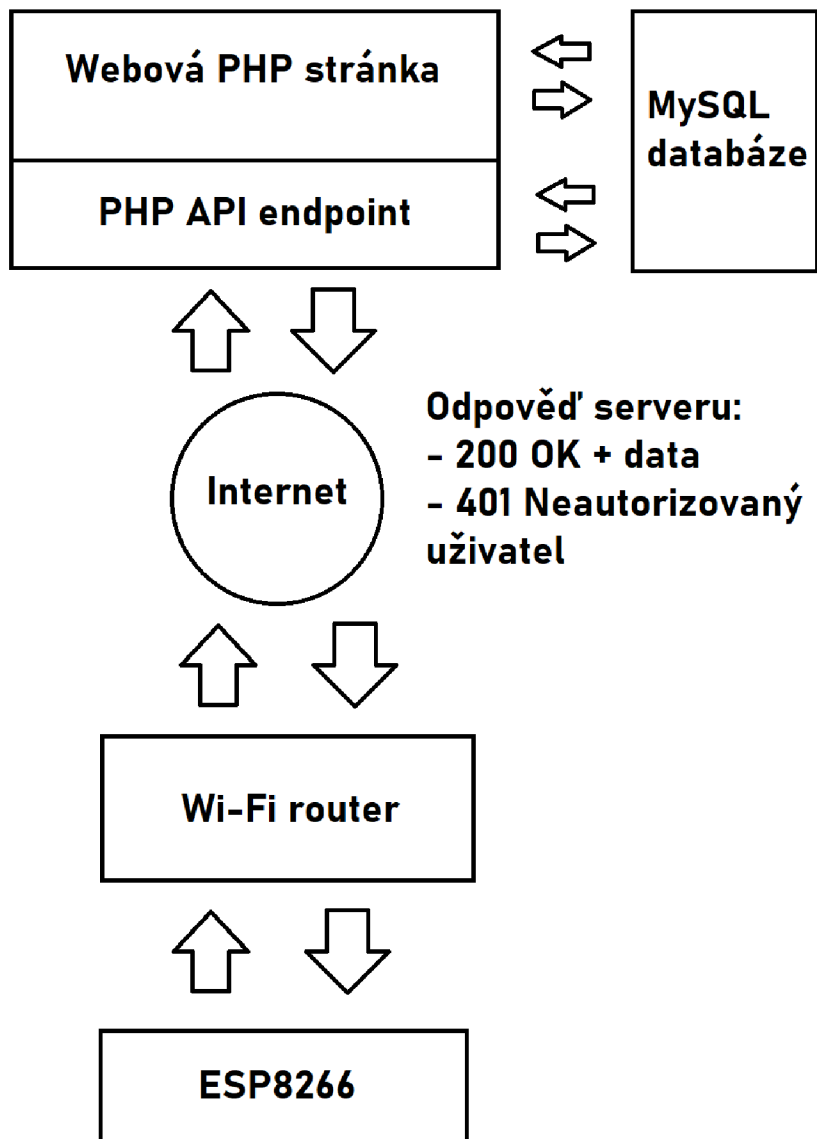 Webová PHP stránka
MySQL
databáze
PHP API endpoint
Odpověď serveru:
- 200 OK + data
- 401 Neautorizovaný
uživatel
Internet
Wi-Fi router
ESP8266